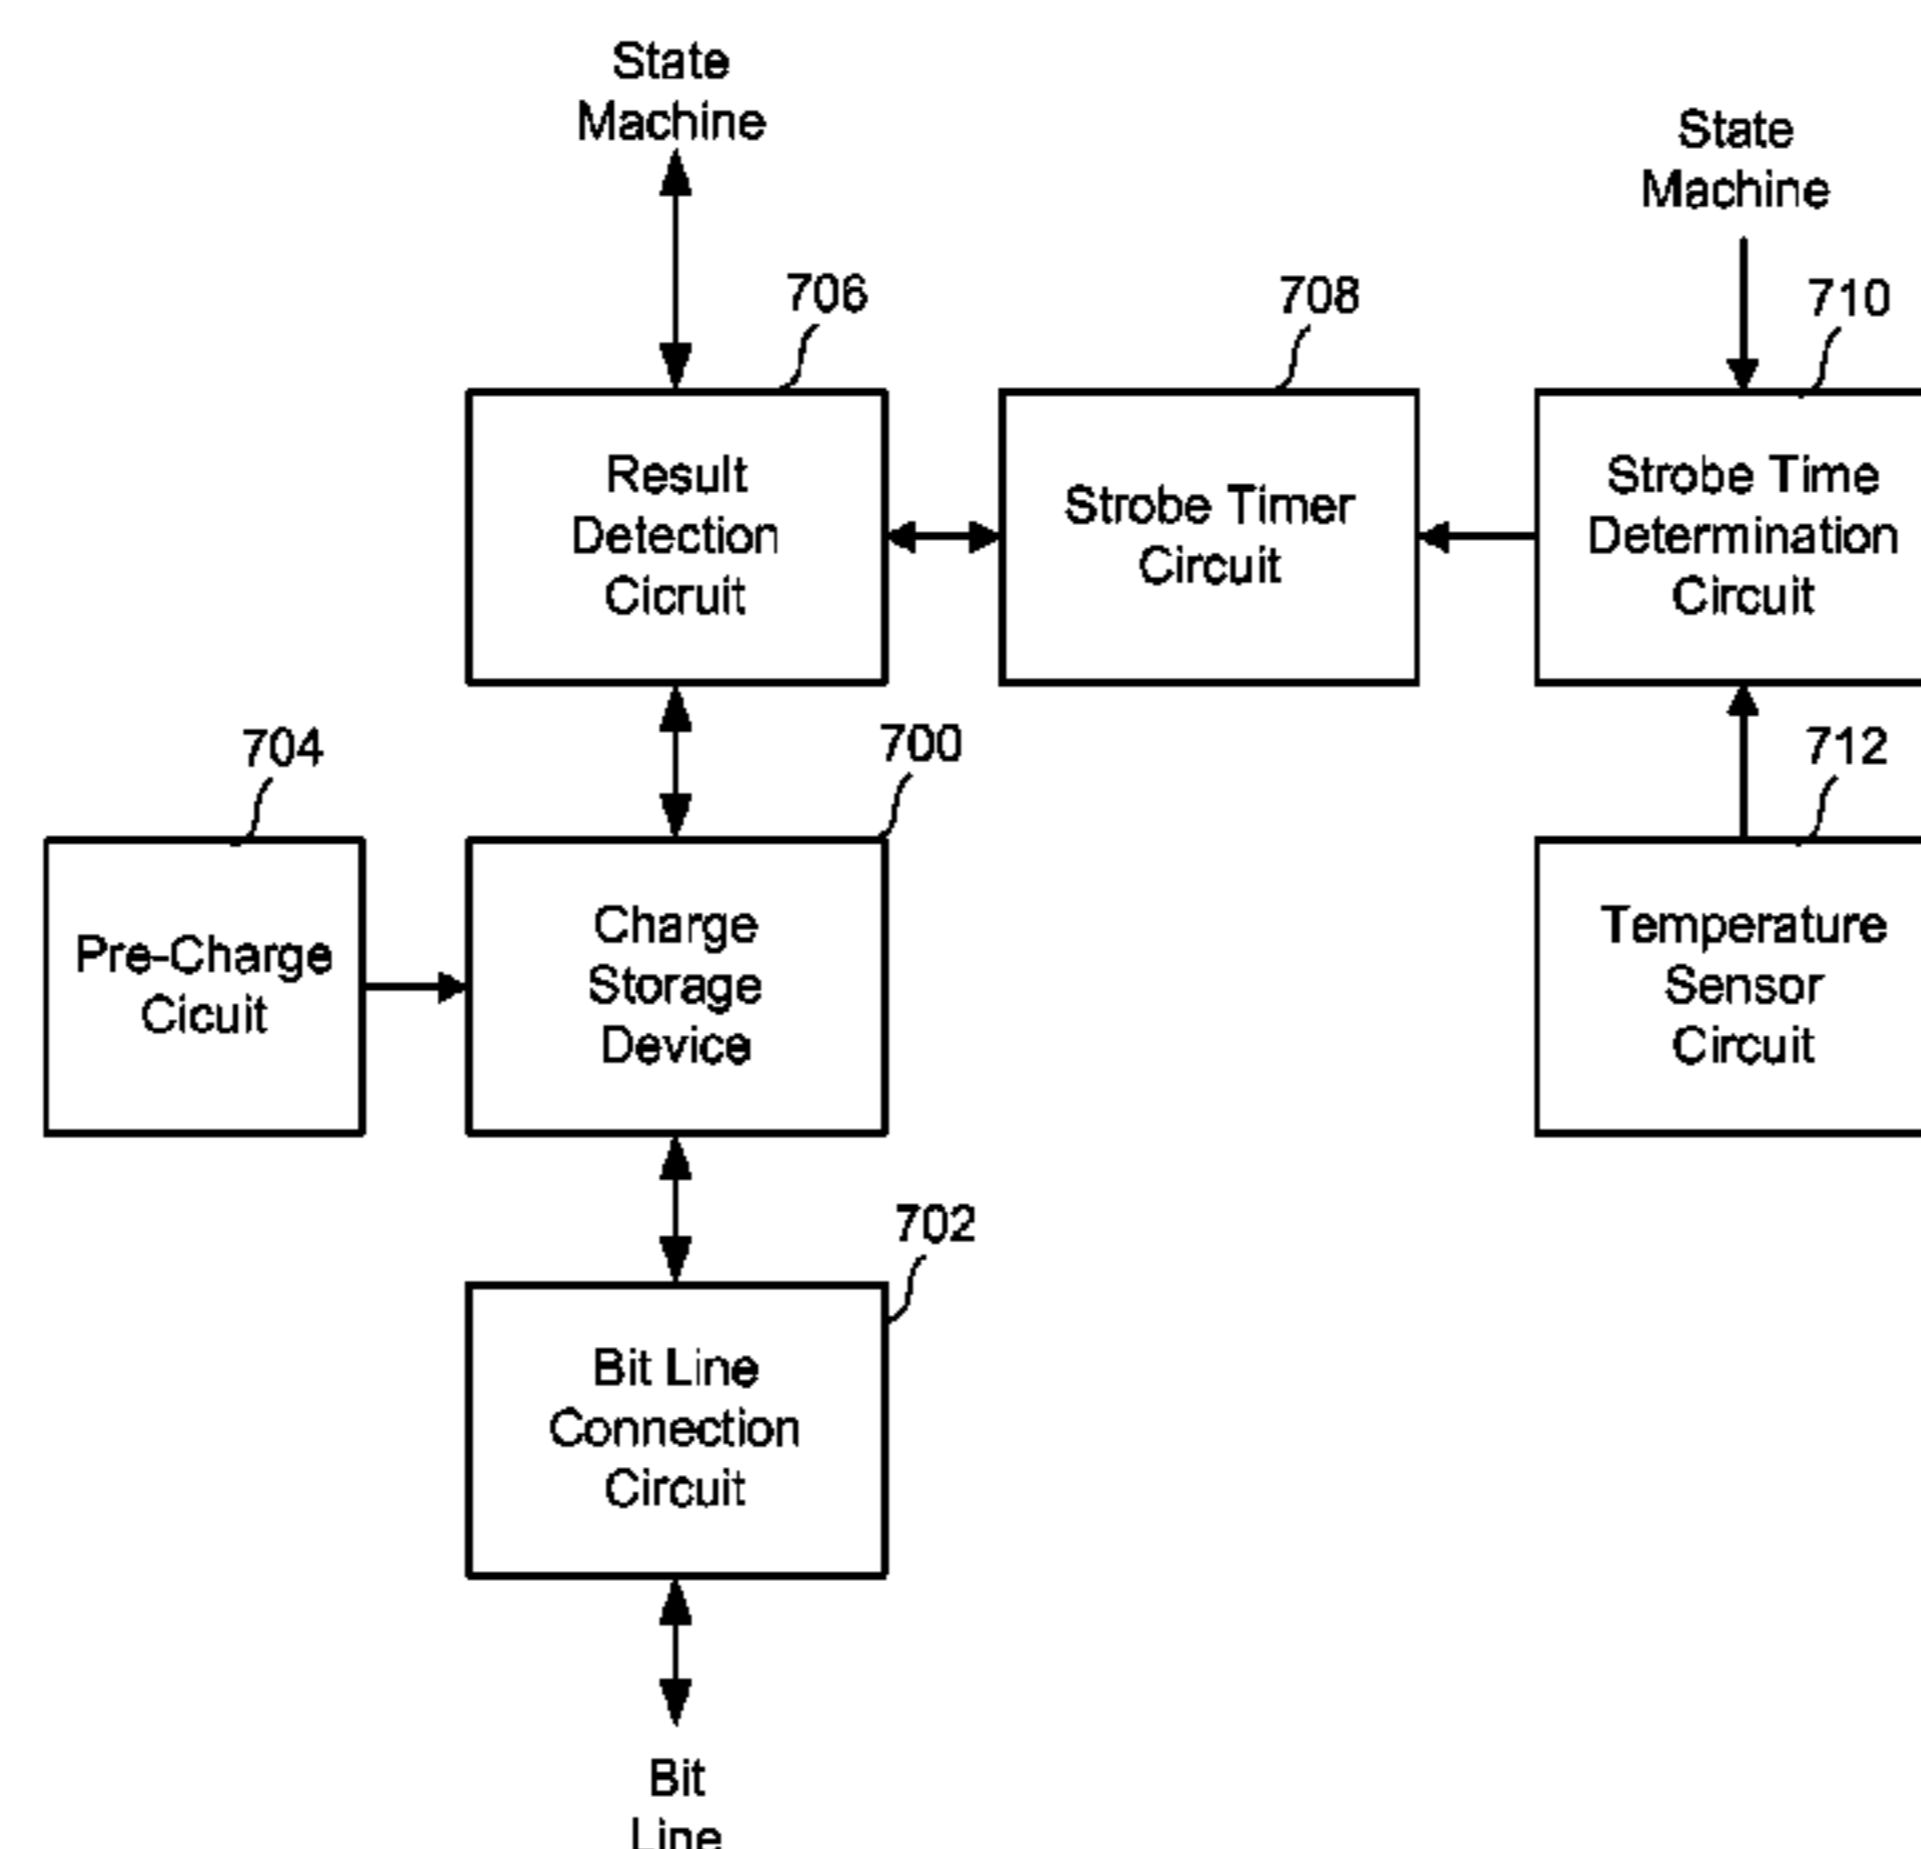 State
Machine
State
Machine
706
708
710
Result
Detection
Cicruit
Strobe Timer
Circuit
Strobe Time
Determination
Circuit
704
700
712
Pre-Charge
Cicuit
Charge
Storage
Device
Temperature
Sensor
Circuit
702
Bit Line
Connection
Circuit
Bit
Line